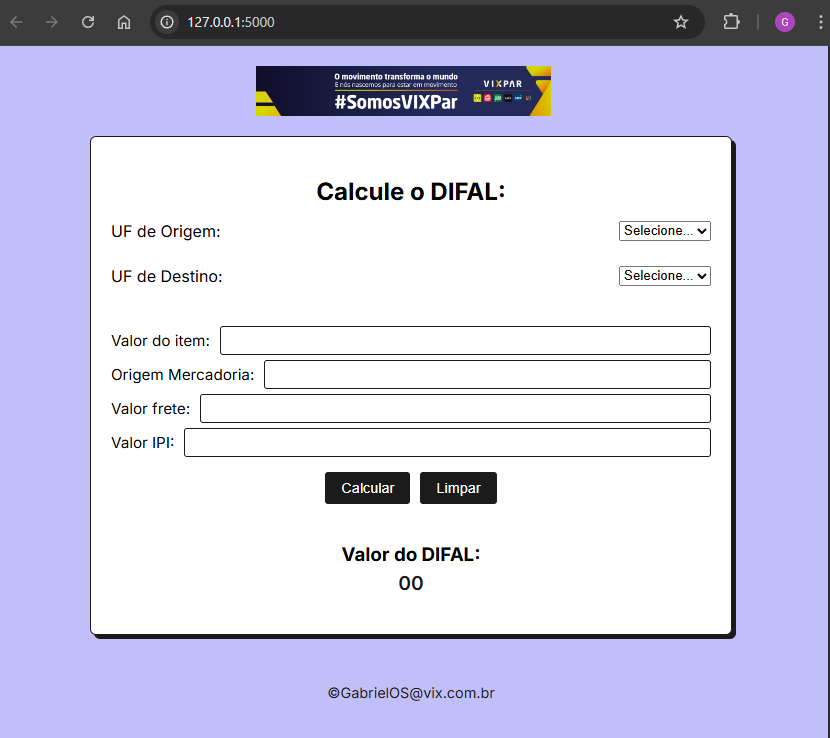 127.0.0.1:5000
G
O movimento transforma o mundo
E nós nascemos para estar em movimento
#SomosVIXPar
VIXPAR
Calcule o DIFAL:
UF de Origem:
Selecione...
UF de Destino:
Selecione...
Valor do item:
Origem Mercadoria:
Valor frete:
Valor IPI:
Calcular
Limpar
Valor do DIFAL:
00
©GabrielOS@vix.com.br